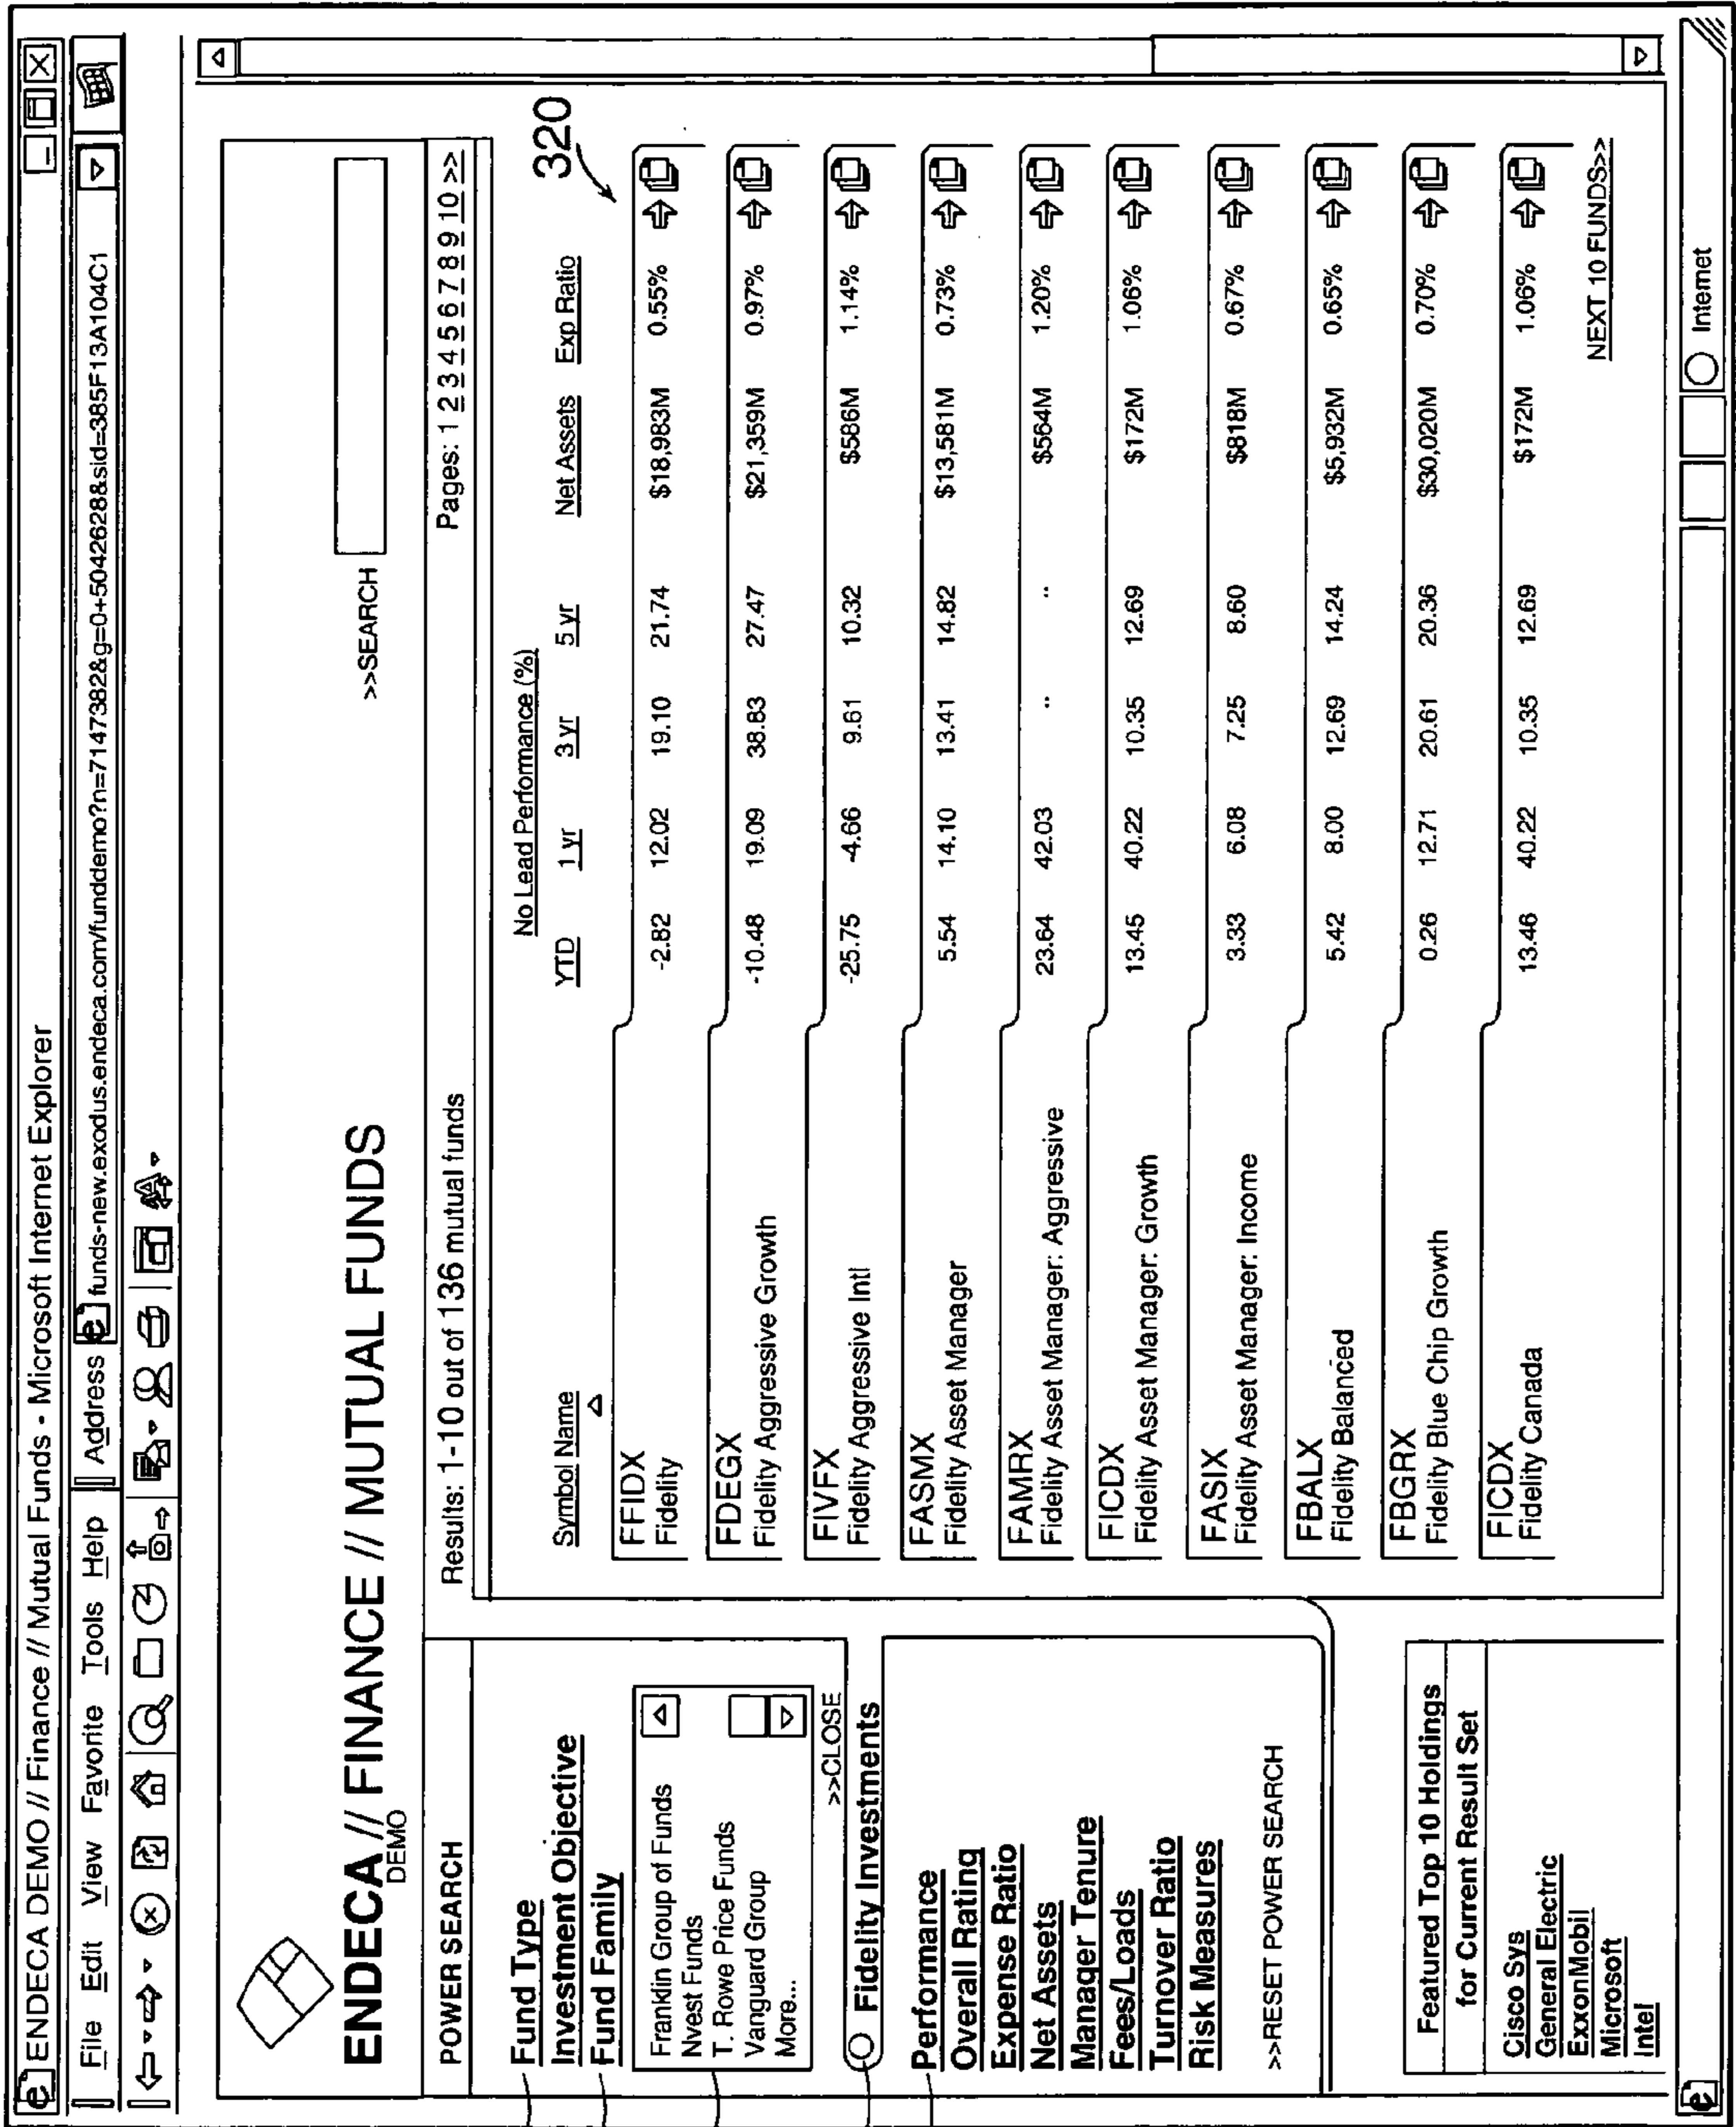 ENDECA DEMO // Finance // Mutual Funds - Microsoft Internet Explorer
File Edit View Favorite Tools Help Address funds-new.exodus.endeca.com/funddemo?n=7147382&g=0+5042628&sid=385F13A104C1
ENDECA // FINANCE // MUTUAL FUNDS
DEMO
>>SEARCH
POWER SEARCH
Fund Type
Investment Objective
Fund Family
Franklin Group of Funds
Nvest Funds
T. Rowe Price Funds
Vanguard Group
More...
>>CLOSE
Fidelity Investments
Performance
Overall Rating
Expense Ratio
Net Assets
Manager Tenure
Fees/Loads
Turnover Ratio
Risk Measures
>>RESET POWER SEARCH
Featured Top 10 Holdings
for Current Result Set
Cisco Sys
General Electric
ExxonMobil
Microsoft
Intel
Results: 1-10 out of 136 mutual funds Pages: 1 2 3 4 5 6 7 8 9 10 >>
320
No Lead Performance (%)
Symbol Name YTD 1 yr 3 yr 5 yr Net Assets Exp Ratio
FFIDX -2.82 12.02 19.10 21.74 $18,983M 0.55%
Fidelity
FDEGX -10.48 19.09 38.83 27.47 $21,359M 0.97%
Fidelity Aggressive Growth
FIVFX -25.75 -4.66 9.61 10.32 $586M 1.14%
Fidelity Aggressive Intl
FASMX 5.54 14.10 13.41 14.82 $13,581M 0.73%
Fidelity Asset Manager
FAMRX 23.64 42.03 .. .. $564M 1.20%
Fidelity Asset Manager: Aggressive
FICDX 13.45 40.22 10.35 12.69 $172M 1.06%
Fidelity Asset Manager: Growth
FASIX 3.33 6.08 7.25 8.60 $818M 0.67%
Fidelity Asset Manager: Income
FBALX 5.42 8.00 12.69 14.24 $5,932M 0.65%
Fidelity Balanced
FBGRX 0.26 12.71 20.61 20.36 $30,020M 0.70%
Fidelity Blue Chip Growth
FICDX 13.46 40.22 10.35 12.69 $172M 1.06%
Fidelity Canada
NEXT 10 FUNDS>>
Internet